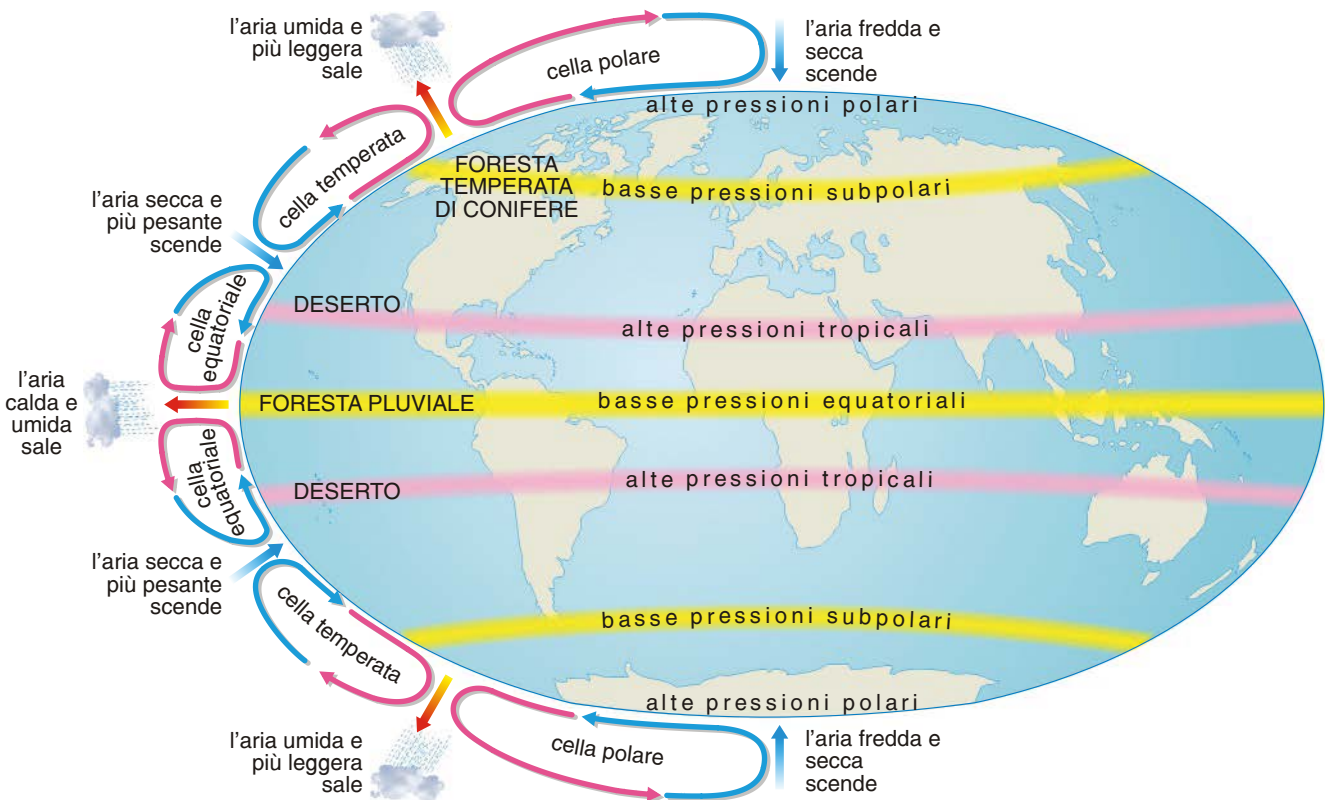 l'aria umida e
più leggera
sale
cella polare
l'aria fredda e
secca
scende
alte pressioni polari
cella temperata
FORESTA
TEMPERATA
DI CONIFERE
basse pressioni subpolari
l'aria secca e
più pesante
scende
cella
equatoriale
DESERTO
alte pressioni tropicali
l'aria
calda e
umida
sale
FORESTA PLUVIALE
basse pressioni equatoriali
cella
equatoriale
DESERTO
alte pressioni tropicali
l'aria secca e
più pesante
scende
cella temperata
basse pressioni subpolari
alte pressioni polari
l'aria umida e
più leggera
sale
cella polare
l'aria fredda e
secca
scende